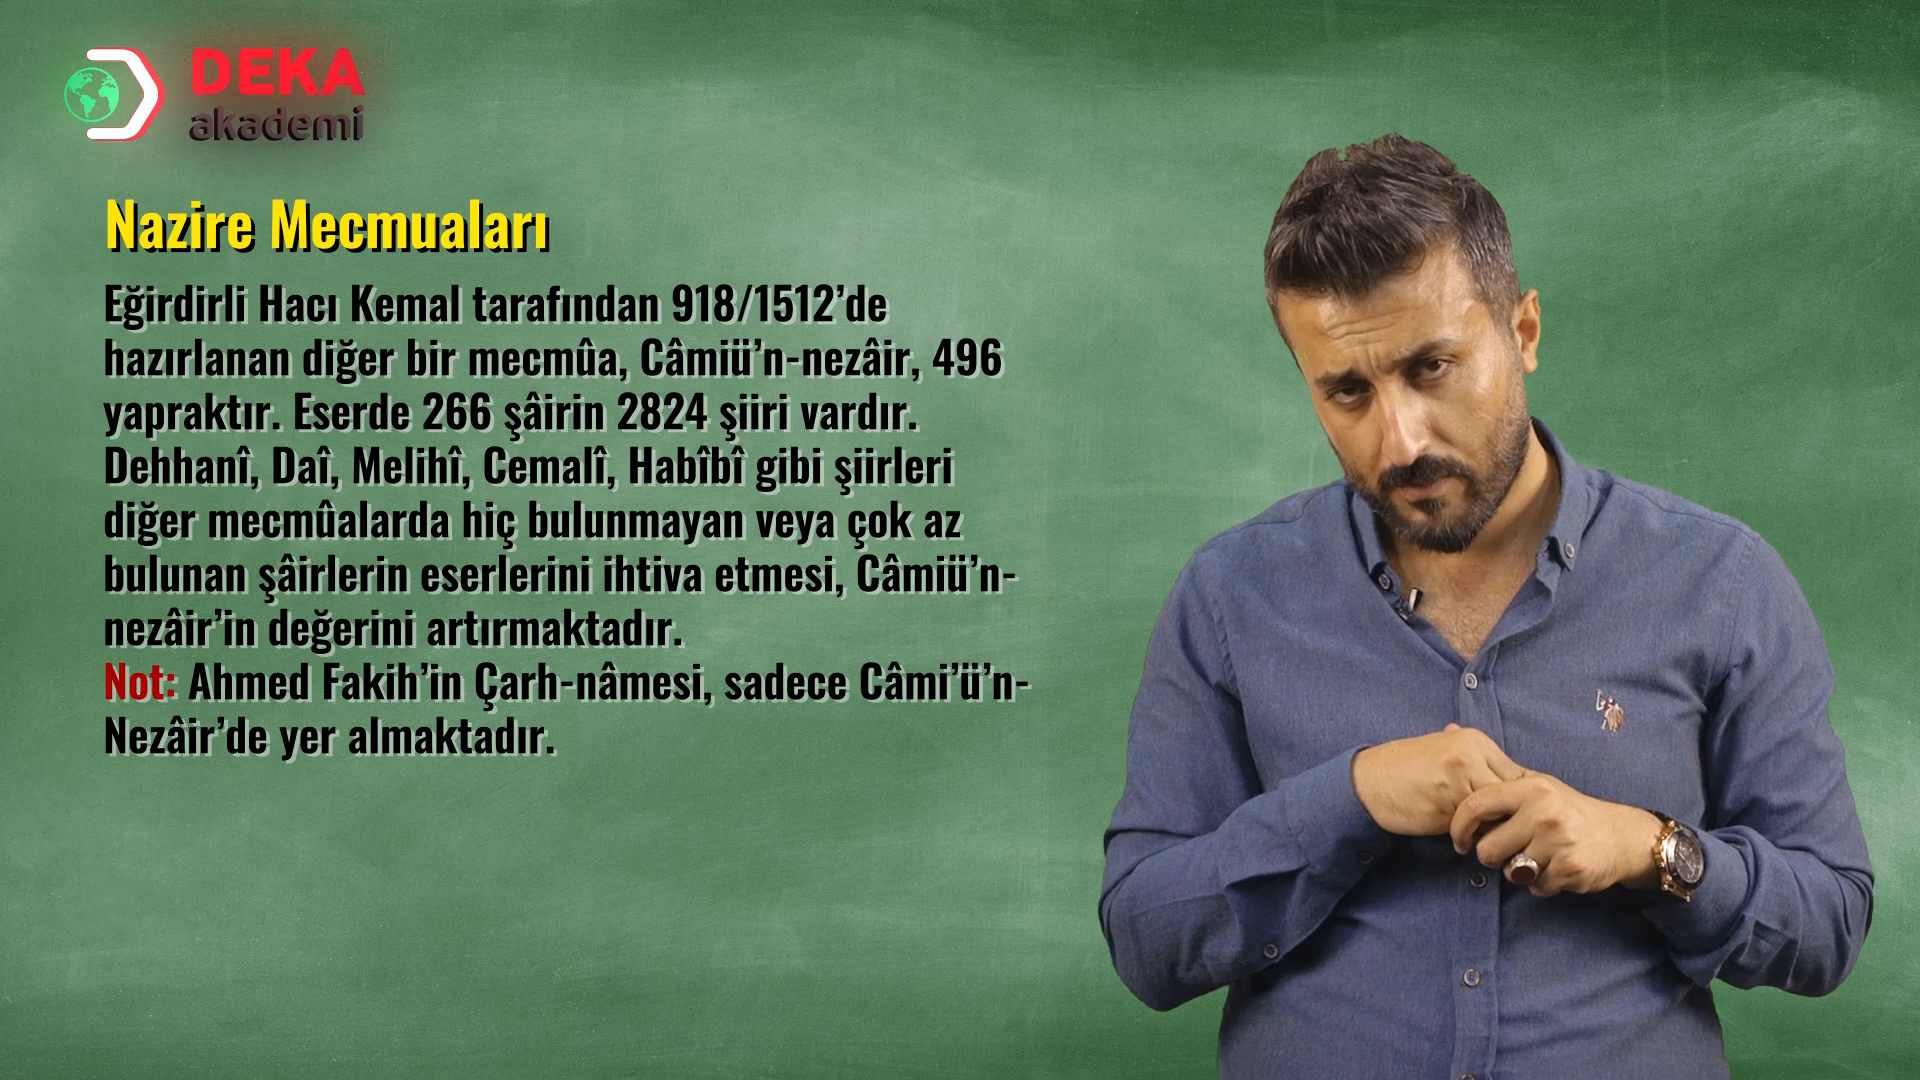 DEKA
akademi
Nazire Mecmuaları
Eğirdirli Hacı Kemal tarafından 918/1512’de
hazırlanan diğer bir mecmûa, Câmiü’n-nezâir, 496
yapraktır. Eserde 266 şâirin 2824 şiiri vardır.
Dehhanî, Daî, Melihî, Cemalî, Habîbî gibi şiirleri
diğer mecmûalarda hiç bulunmayan veya çok az
bulunan şâirlerin eserlerini ihtiva etmesi, Câmiü’n-
nezâir’in değerini artırmaktadır.
Not: Ahmed Fakih’in Çarh-nâmesi, sadece Câmi’ü’n-
Nezâir’de yer almaktadır.